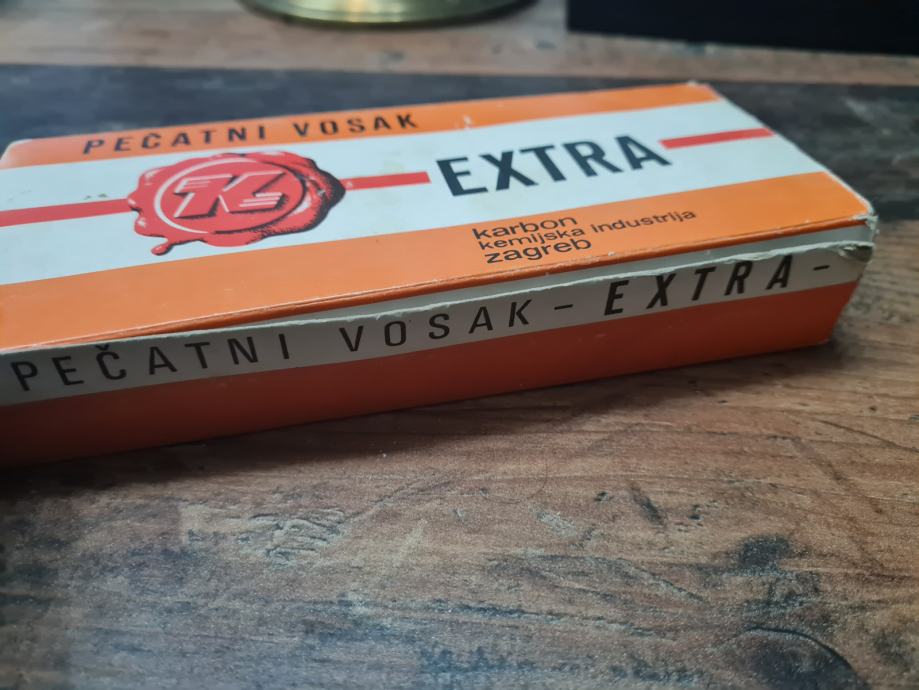 PEČATNI VOSAK
K
EXTRA
karbon
kemijska industrija
zagreb
PEČATNI VOSAK – EXTRA –